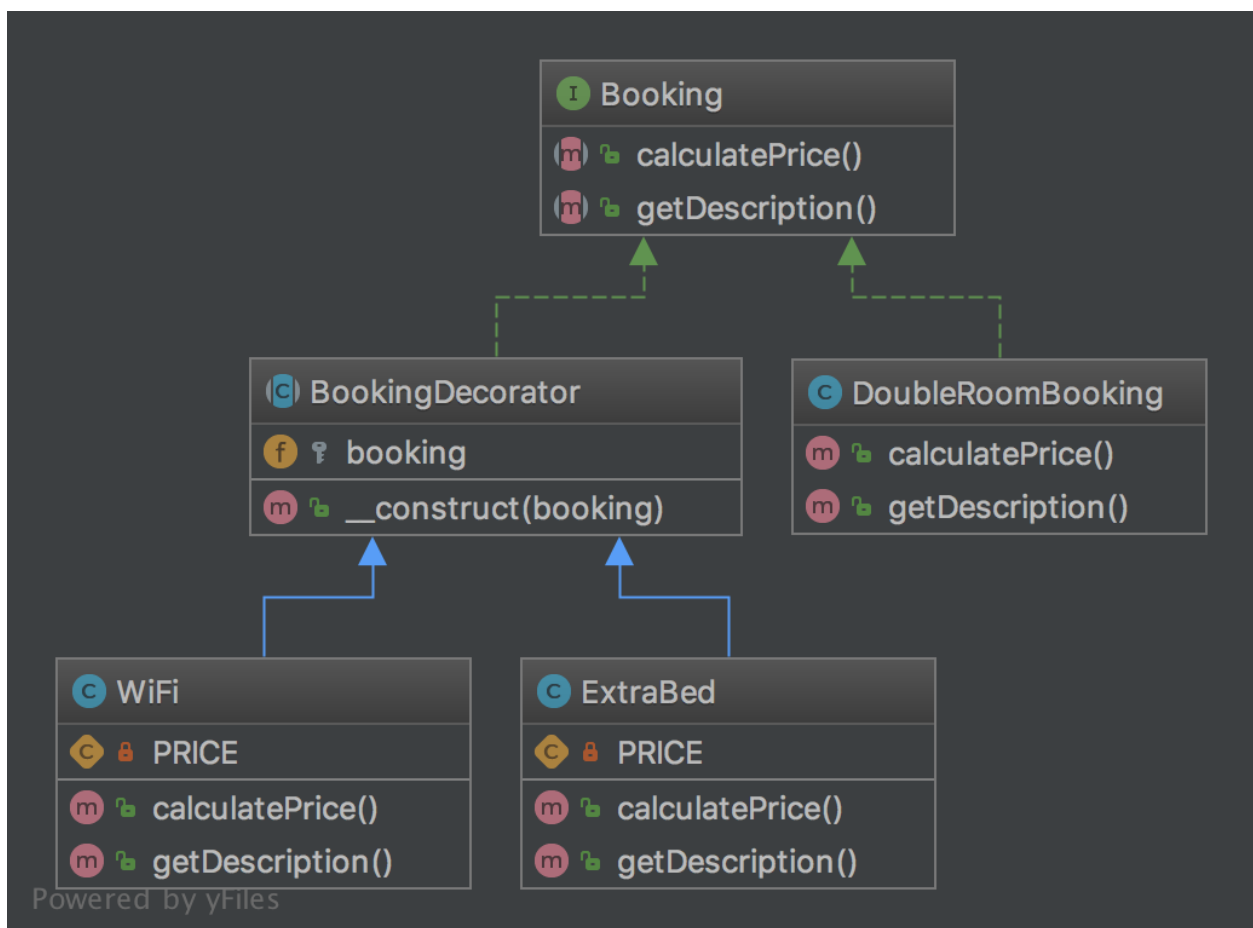 Booking
calculatePrice()
getDescription()
BookingDecorator
booking
__construct(booking)
DoubleRoomBooking
calculatePrice()
getDescription()
WiFi
PRICE
calculatePrice()
getDescription()
ExtraBed
PRICE
calculatePrice()
getDescription()
Powered by yFiles